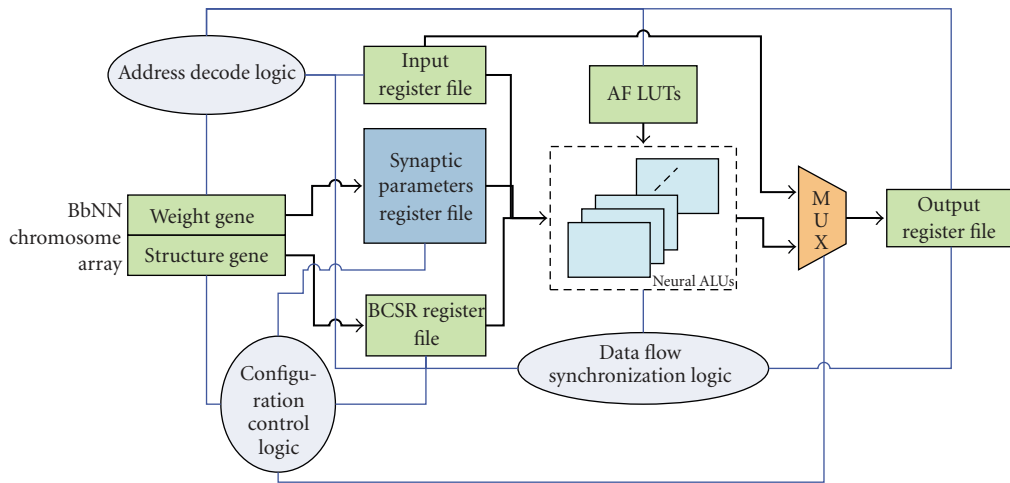 Address decode logic
Input
register file
AF LUTs
Synaptic
parameters
register file
BbNN
chromosome
array
Weight gene
Structure gene
Neural ALUs
M
U
X
Output
register file
BCSR register
file
Data flow
synchronization logic
Configu-
ration
control
logic